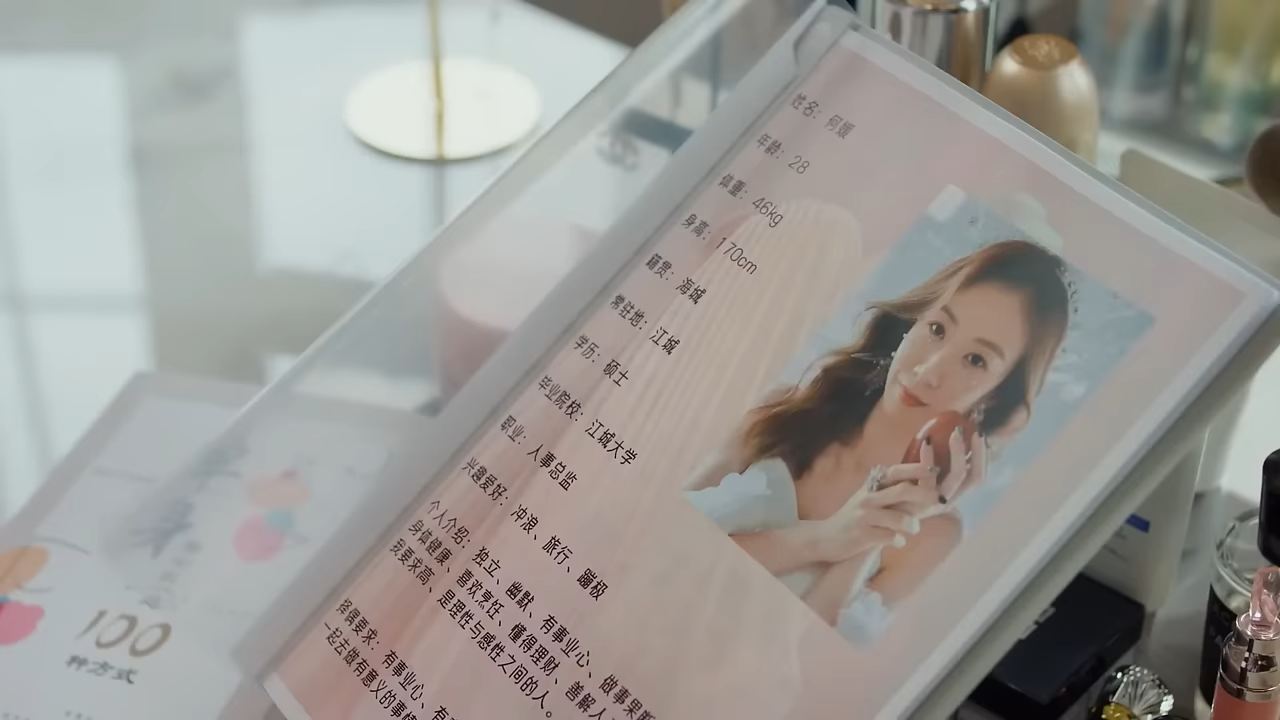 姓名：何媛
年龄：28
体重：46kg
身高：170cm
籍贯：海城
常驻地：江城
学历：硕士
毕业院校：江城大学
职业：人事总监
兴趣爱好：冲浪、旅行、蹦极
个人介绍：独立、幽默、有事业心、做事果断
身体健康、喜欢烹饪、懂得理财、善解人
我要求高、是理性与感性之间的人。
择偶要求：有事业心、有
一起去做有意义的事情
100
种方式